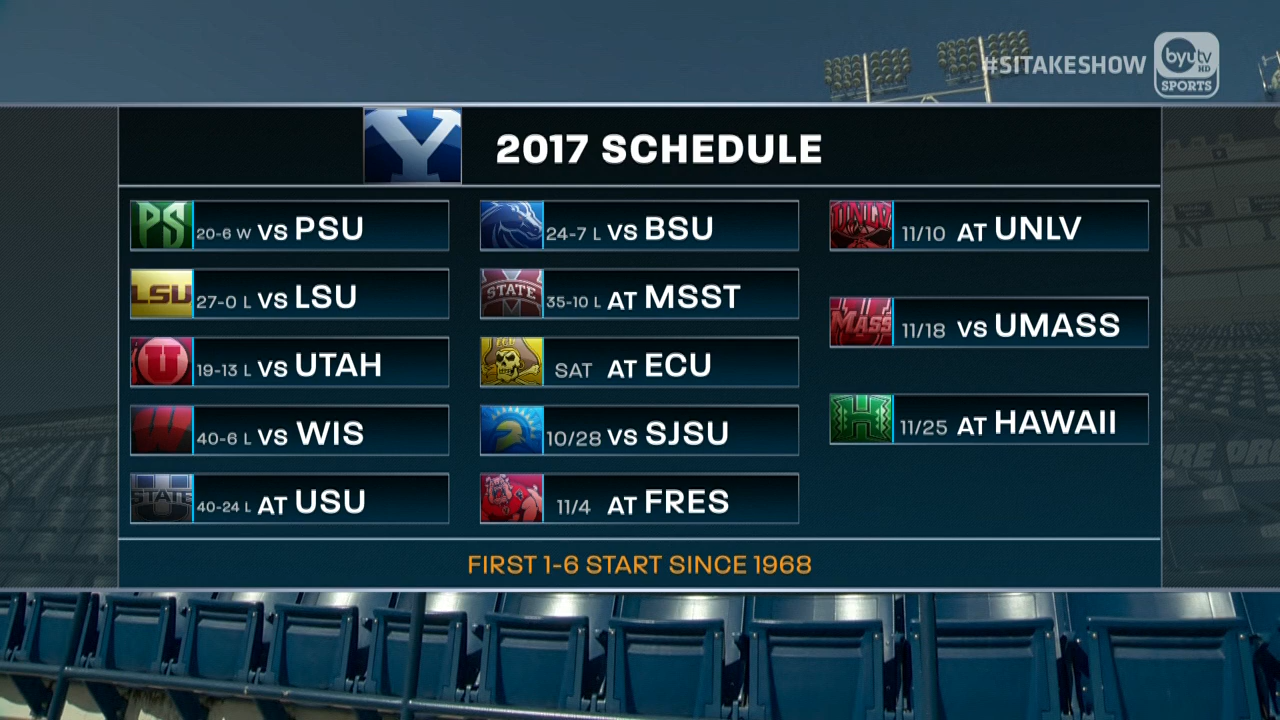 #SITAKESHOW
byutv
HD
SPORTS
Y
2017 SCHEDULE
PS 20-6 W VS PSU
LSU 27-0 L VS LSU
U 19-13 L VS UTAH
W 40-6 L VS WIS
STATE 40-24 L AT USU
24-7 L VS BSU
STATE M 35-10 L AT MSST
ECU SAT AT ECU
10/28 VS SJSU
11/4 AT FRES
UNLV 11/10 AT UNLV
MASS 11/18 VS UMASS
H 11/25 AT HAWAII
FIRST 1-6 START SINCE 1968